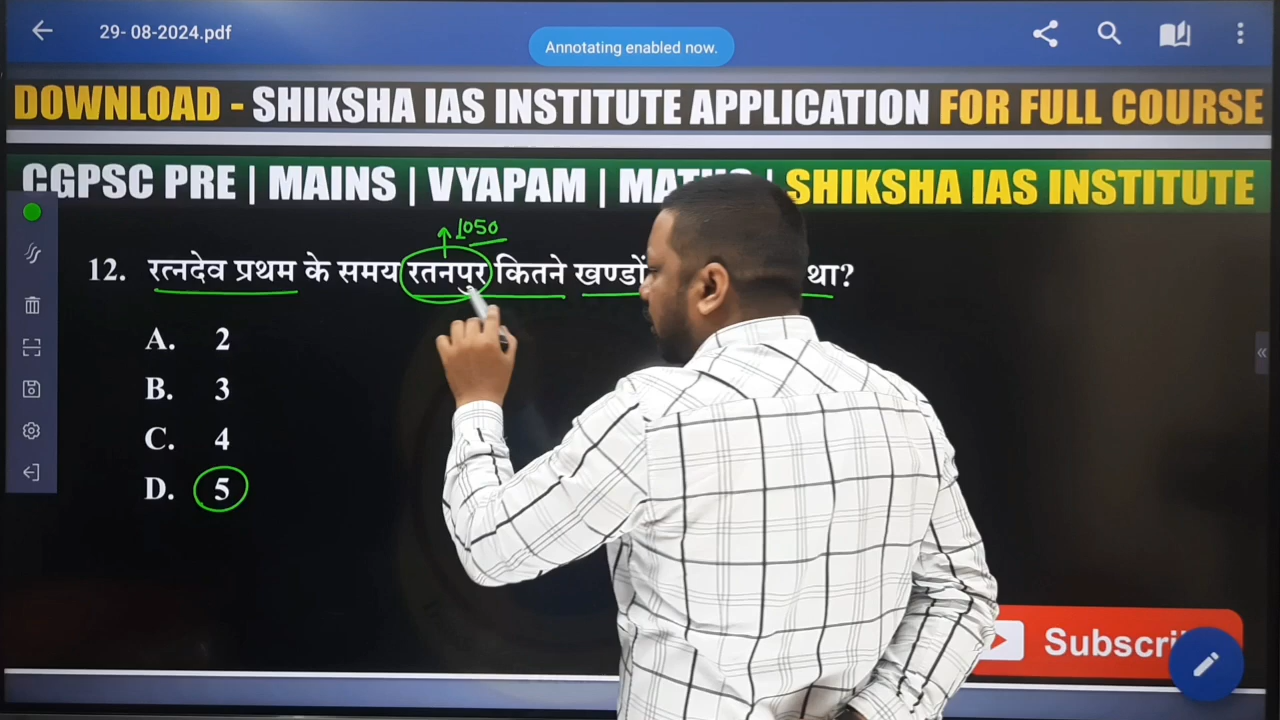 29- 08-2024.pdf
Annotating enabled now.
DOWNLOAD - SHIKSHA IAS INSTITUTE APPLICATION FOR FULL COURSE
CGPSC PRE | MAINS | VYAPAM | | SHIKSHA IAS INSTITUTE
1050
12. रत्नदेव प्रथम के समय रतनपुर कितने खण्डों था?
A. 2
B. 3
C. 4
D. 5